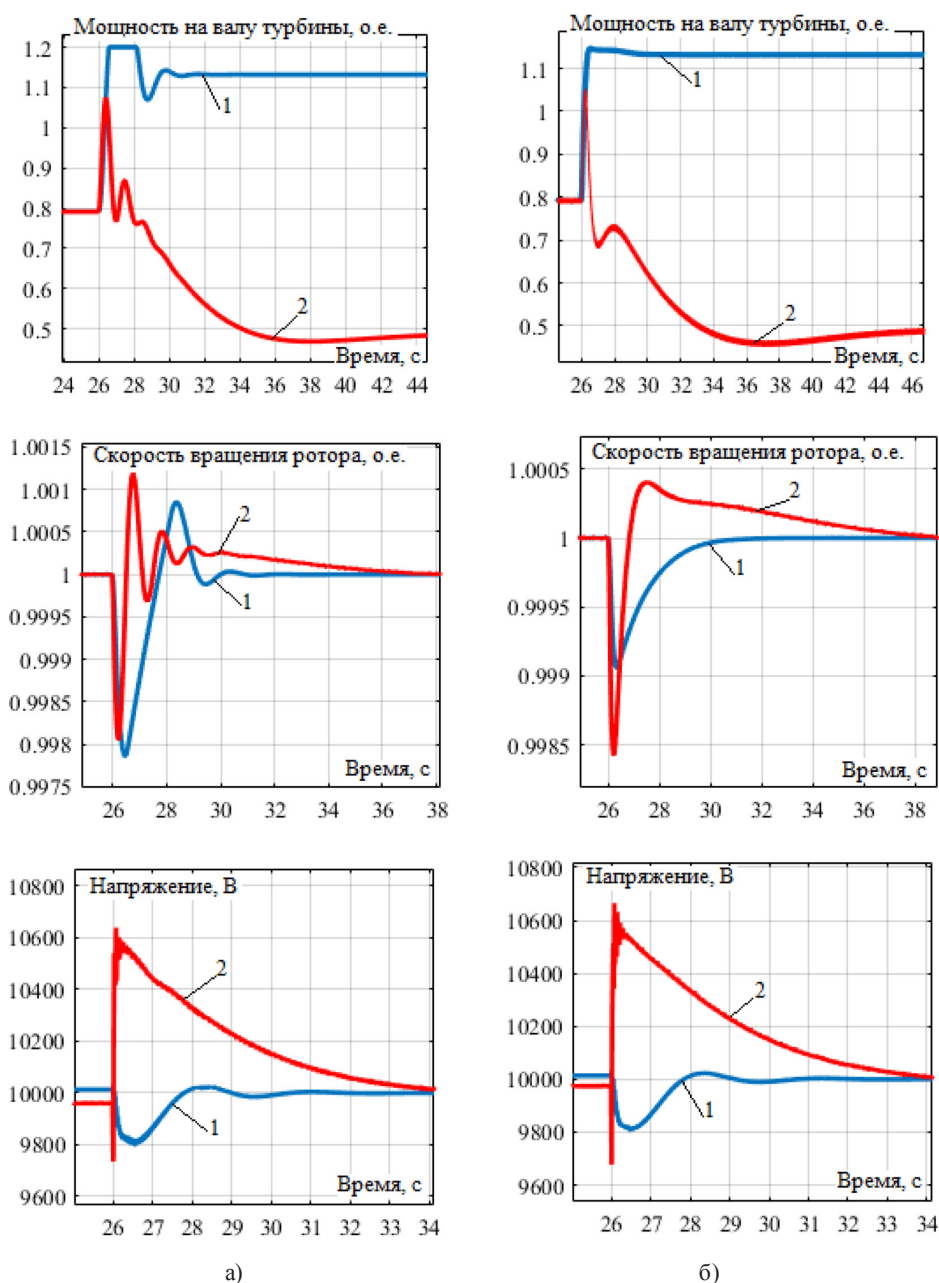 Мощность на валу турбины, о.е.
1.2
1.1
1
0.9
0.8
0.7
0.6
0.5
1
2
Время, с
24 26 28 30 32 34 36 38 40 42 44
Мощность на валу турбины, о.е.
1.1
1
0.9
0.8
0.7
0.6
0.5
1
2
Время, с
26 28 30 32 34 36 38 40 42 44 46
Скорость вращения ротора, о.е.
1.0015
1.001
1.0005
1
0.9995
0.999
0.9985
0.998
0.9975
2
1
Время, с
26 28 30 32 34 36 38
Скорость вращения ротора, о.е.
1.0005
1
0.9995
0.999
0.9985
2
1
Время, с
26 28 30 32 34 36 38
Напряжение, В
10800
10600
10400
10200
10000
9800
9600
2
1
Время, с
26 27 28 29 30 31 32 33 34
Напряжение, В
10800
10600
10400
10200
10000
9800
9600
2
1
Время, с
26 27 28 29 30 31 32 33 34
а)
б)